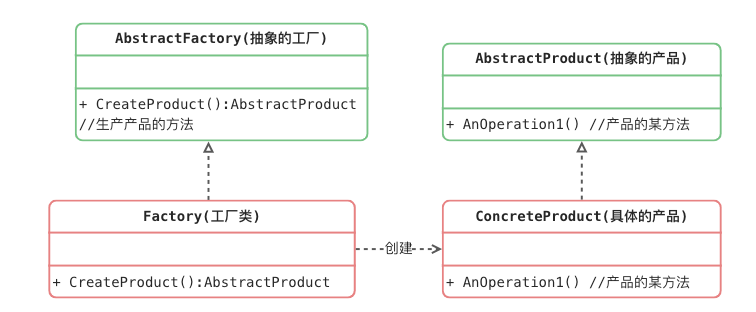 AbstractFactory(抽象的工厂)
+ CreateProduct():AbstractProduct
//生产产品的方法
AbstractProduct(抽象的产品)
+ AnOperation1() //产品的某方法
Factory(工厂类)
+ CreateProduct():AbstractProduct
创建
ConcreteProduct(具体的产品)
+ AnOperation1() //产品的某方法